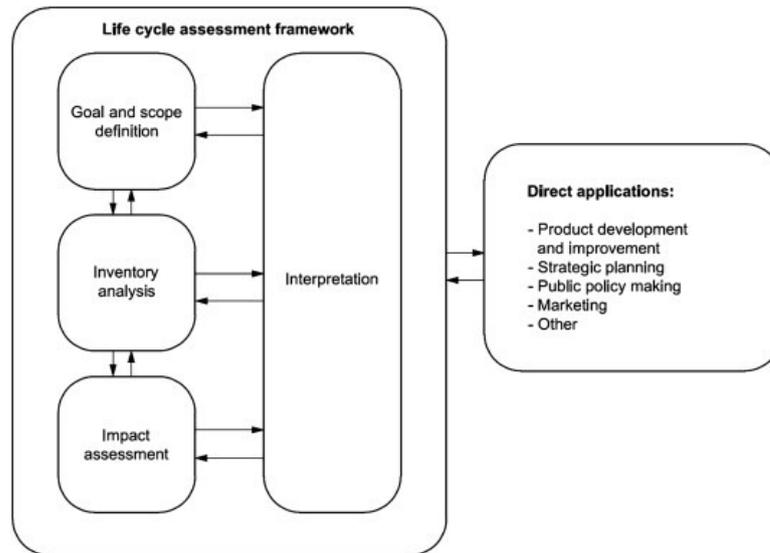 Life cycle assessment framework
Goal and scope
definition
Inventory
analysis
Impact
assessment
Interpretation
Direct applications:
- Product development
and improvement
- Strategic planning
- Public policy making
- Marketing
- Other